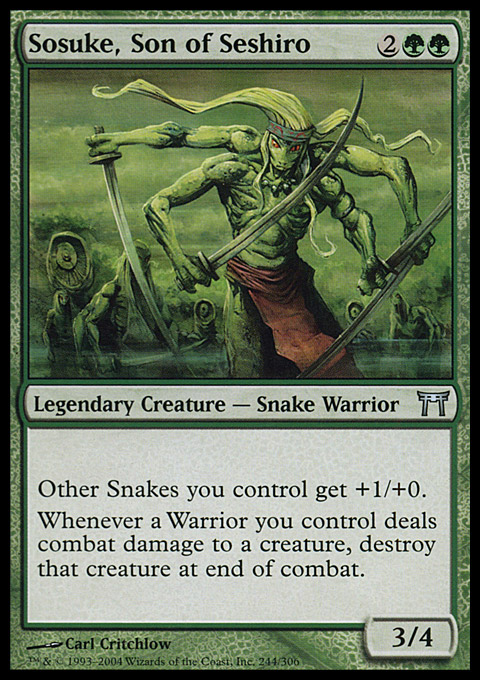 Sosuke, Son of Seshiro 2
Legendary Creature — Snake Warrior
Other Snakes you control get +1/+0.
Whenever a Warrior you control deals
combat damage to a creature, destroy
that creature at end of combat.
Carl Critchlow
3/4
™ & © 1993–2004 Wizards of the Coast, Inc. 244/306